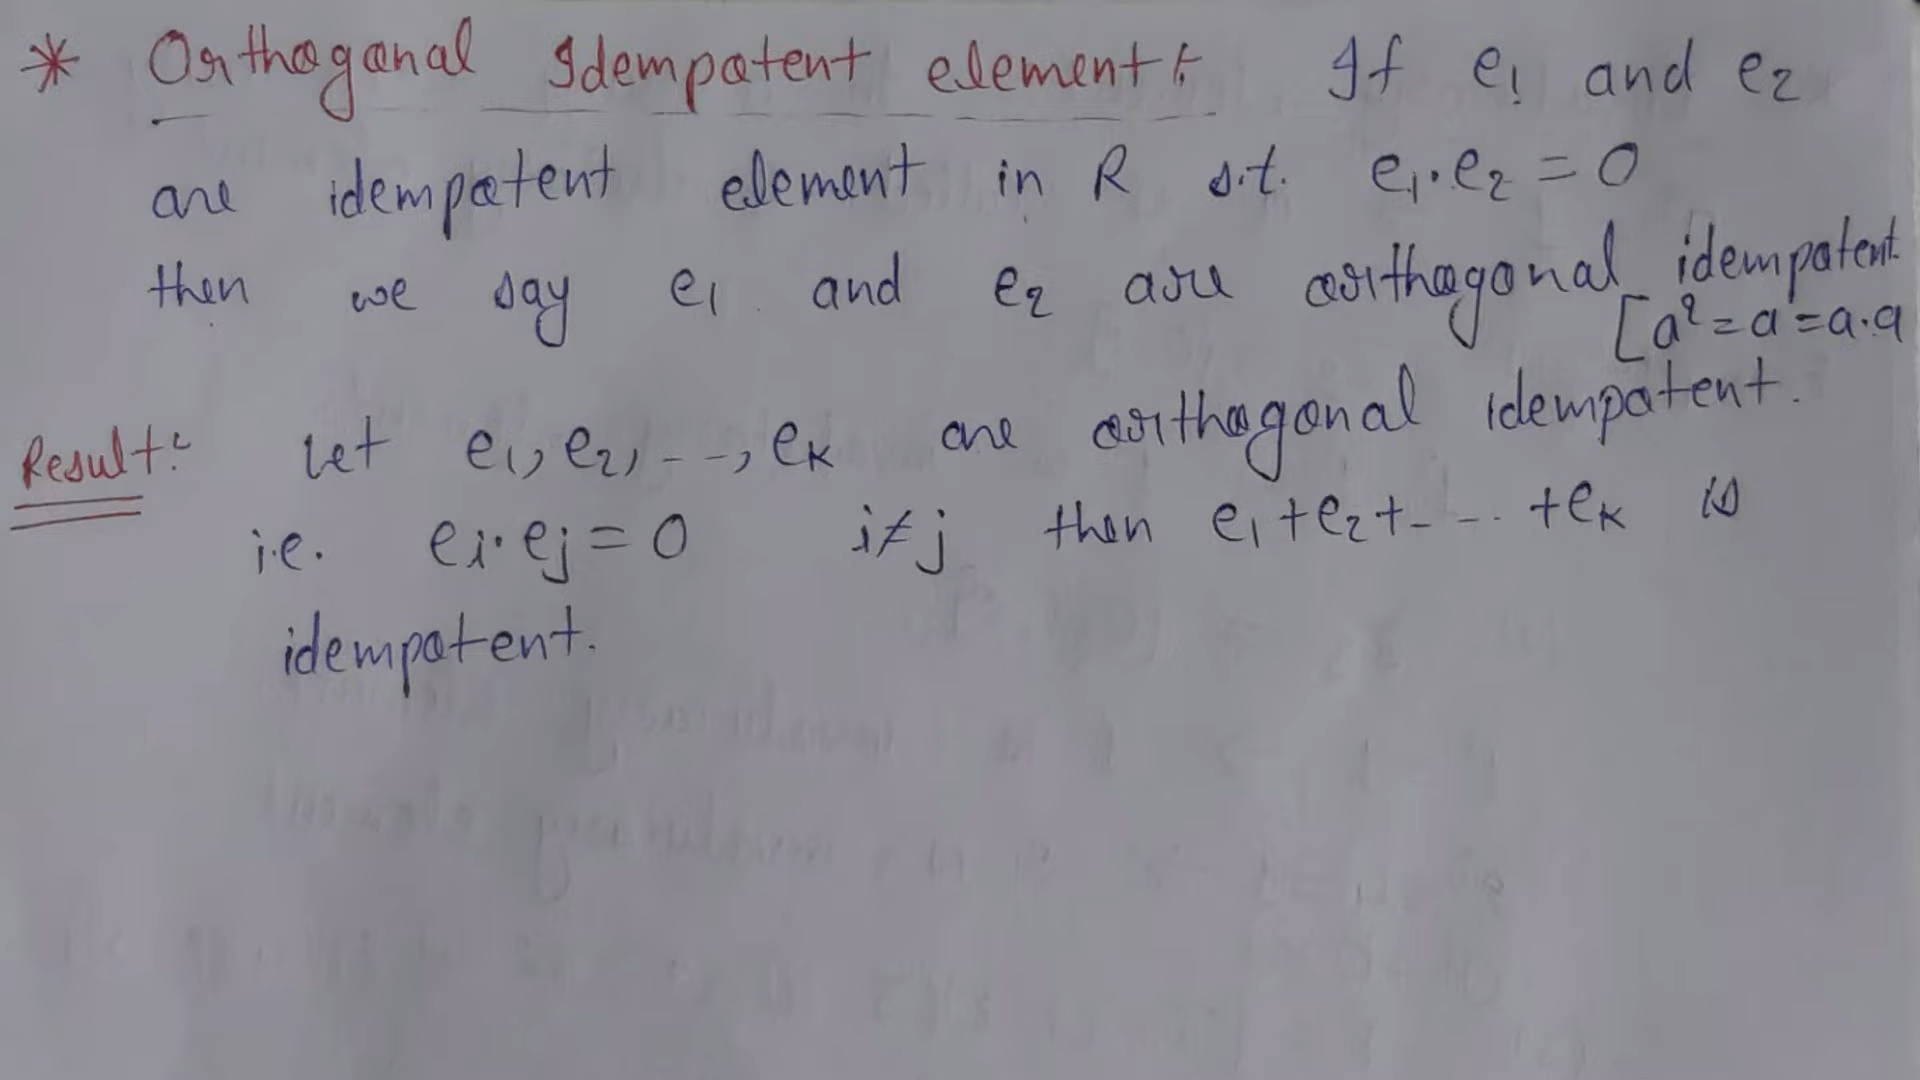 * Orthogonal Idempotent element:- If e₁ and e₂
are idempotent element in R s.t. e₁·e₂ = 0
then we say e₁ and e₂ are orthogonal idempotent.
[a² = a = a·a
Result:- Let e₁, e₂, - - -, eₖ are orthogonal idempotent.
i.e. eᵢ·eⱼ = 0 i≠j then e₁+e₂+- - - +eₖ is
idempotent.